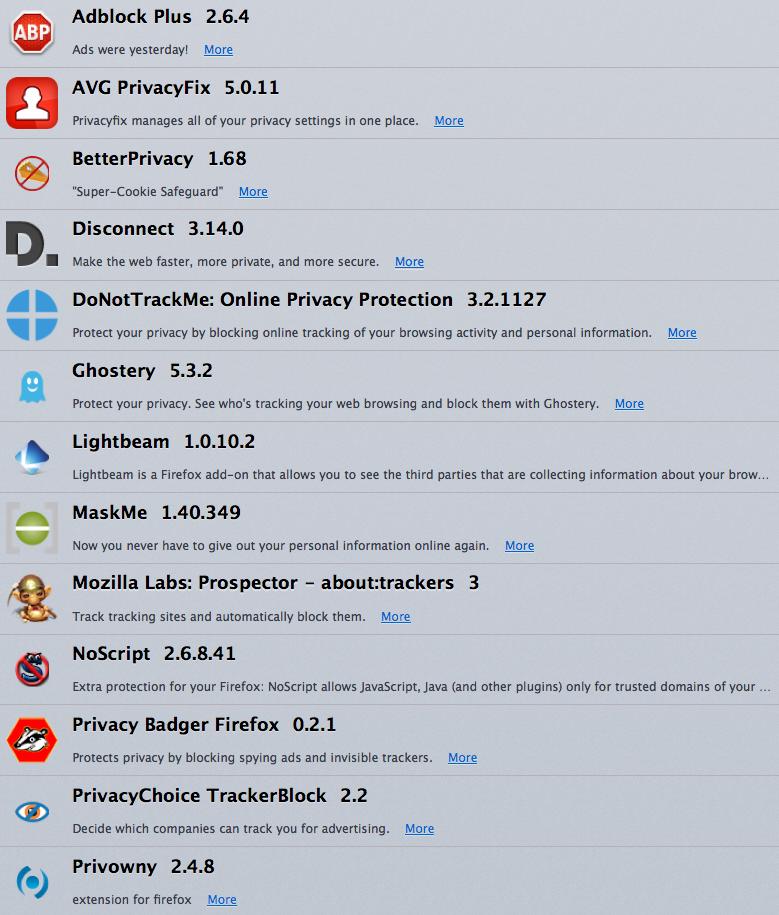 ABP
Adblock Plus 2.6.4
Ads were yesterday! More
AVG PrivacyFix 5.0.11
Privacyfix manages all of your privacy settings in one place. More
BetterPrivacy 1.68
"Super-Cookie Safeguard" More
D.
Disconnect 3.14.0
Make the web faster, more private, and more secure. More
DoNotTrackMe: Online Privacy Protection 3.2.1127
Protect your privacy by blocking online tracking of your browsing activity and personal information. More
Ghostery 5.3.2
Protect your privacy. See who's tracking your web browsing and block them with Ghostery. More
Lightbeam 1.0.10.2
Lightbeam is a Firefox add-on that allows you to see the third parties that are collecting information about your brow...
MaskMe 1.40.349
Now you never have to give out your personal information online again. More
Mozilla Labs: Prospector - about:trackers 3
Track tracking sites and automatically block them. More
NoScript 2.6.8.41
Extra protection for your Firefox: NoScript allows JavaScript, Java (and other plugins) only for trusted domains of your ...
Privacy Badger Firefox 0.2.1
Protects privacy by blocking spying ads and invisible trackers. More
PrivacyChoice TrackerBlock 2.2
Decide which companies can track you for advertising. More
Privowny 2.4.8
extension for firefox More